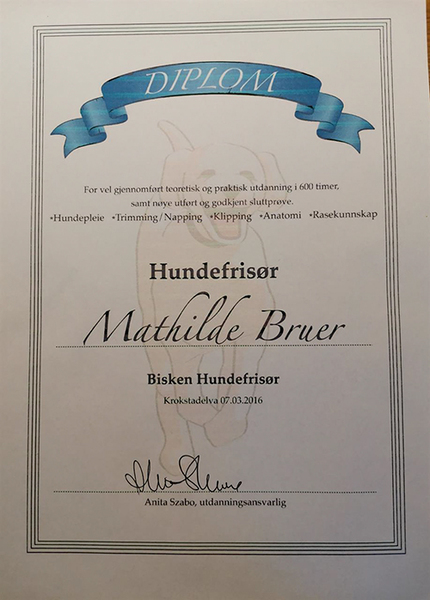 DIPLOM
For vel gjennomført teoretisk og praktisk utdanning i 600 timer,
samt nøye utført og godkjent sluttprøve.
•Hundepleie •Trimming/Napping •Klipping •Anatomi •Rasekunnskap
Hundefrisør
Mathilde Bruer
Bisken Hundefrisør
Krokstadelva 07.03.2016
Anita Szabo, utdanningsansvarlig